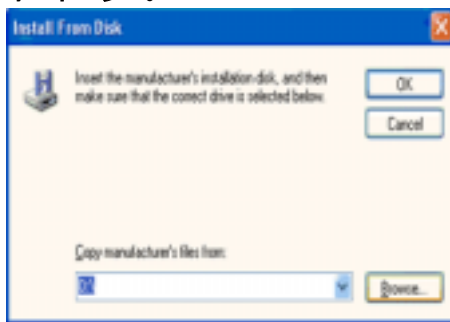 Install From Disk
Insert the manufacturer's installation disk, and then
make sure that the correct drive is selected below.
OK
Cancel
Copy manufacturer's files from:
Browse...